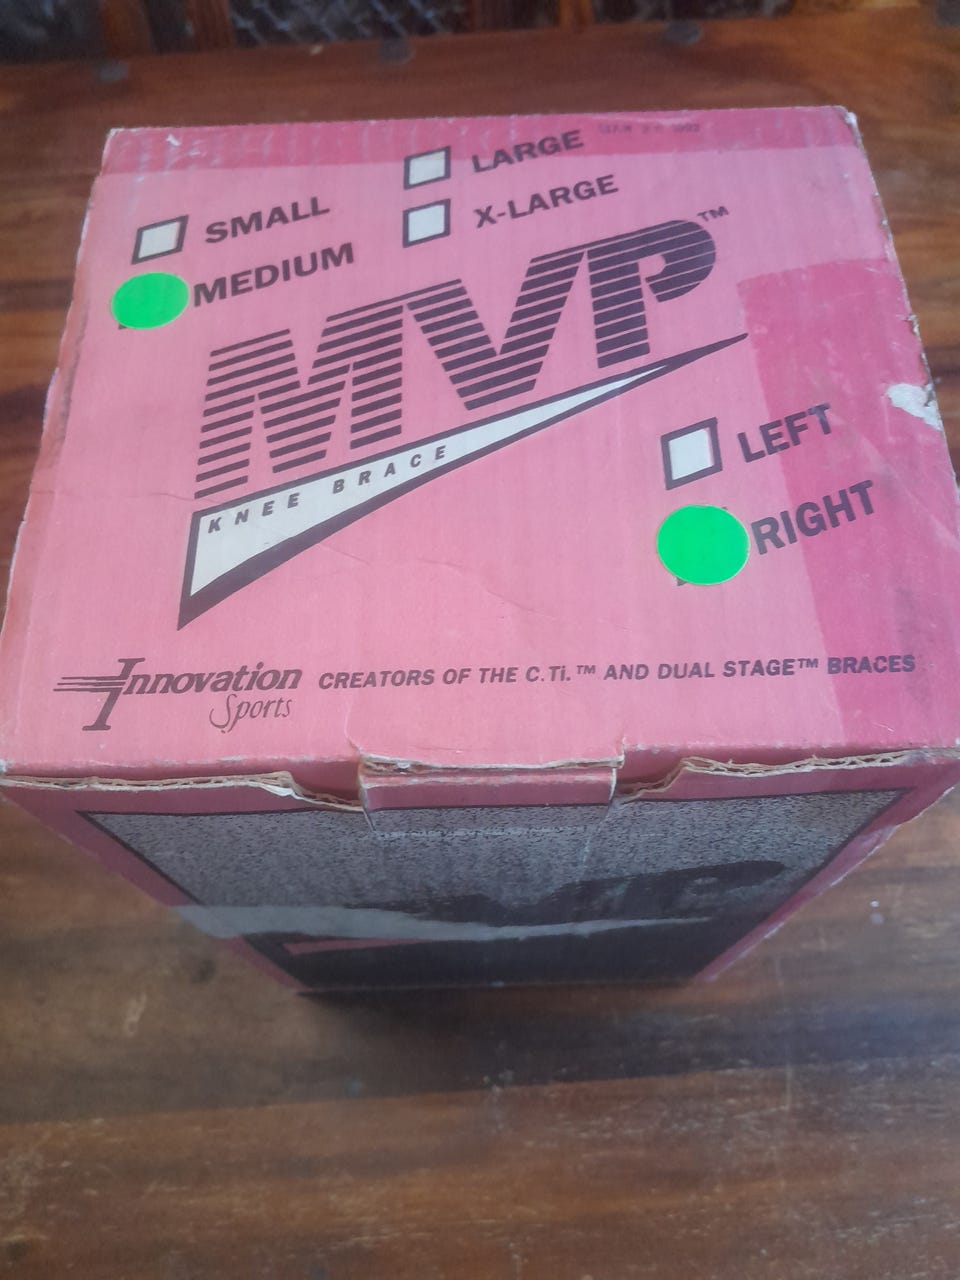 LARGE
X-LARGE
SMALL
MEDIUM
MVP™
KNEE BRACE
LEFT
RIGHT
Innovation
Sports
CREATORS OF THE C.Ti.™ AND DUAL STAGE™ BRACES
MVP